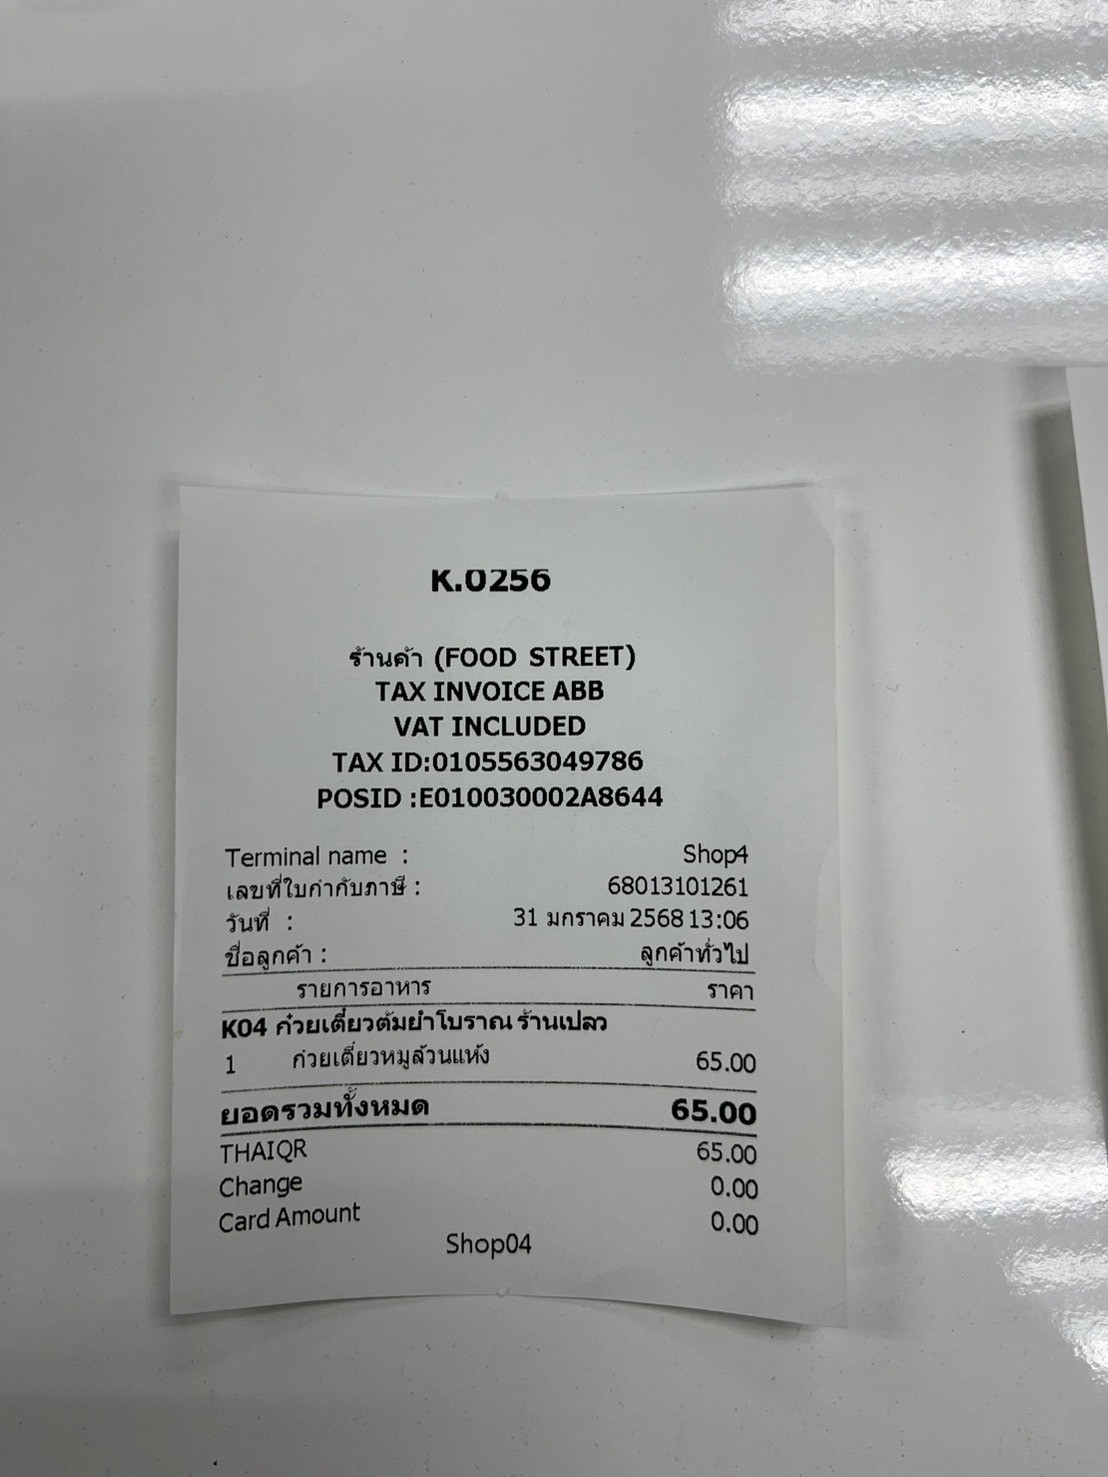 K.0256
ร้านค้า (FOOD STREET)
TAX INVOICE ABB
VAT INCLUDED
TAX ID:0105563049786
POSID :E010030002A8644
Terminal name : Shop4
เลขที่ใบกำกับภาษี : 68013101261
วันที่ : 31 มกราคม 2568 13:06
ชื่อลูกค้า : ลูกค้าทั่วไป
รายการอาหาร ราคา
K04 ก๋วยเตี๋ยวต้มยำโบราณ ร้านเปลว
1 ก๋วยเตี๋ยวหมูล้วนแห้ง 65.00
ยอดรวมทั้งหมด 65.00
THAIQR 65.00
Change 0.00
Card Amount 0.00
Shop04